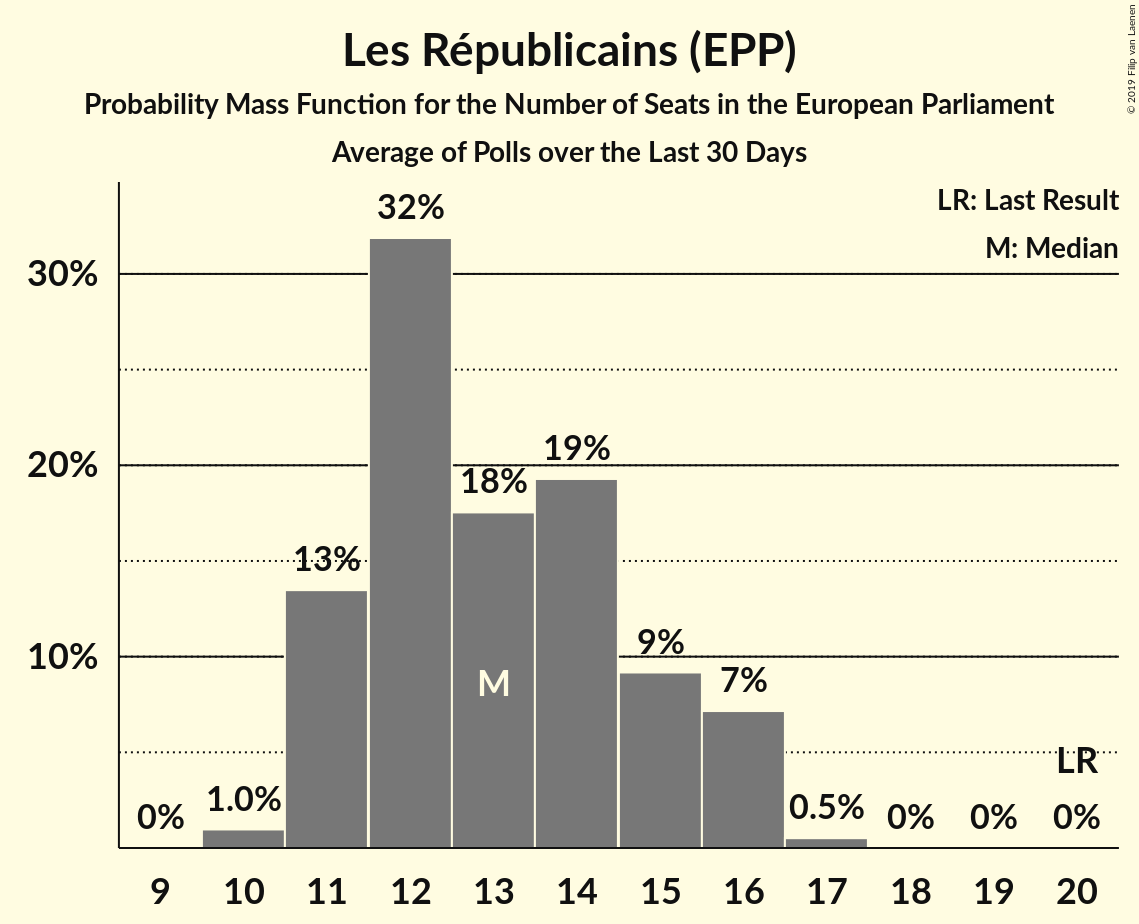 Les Républicains (EPP)
Probability Mass Function for the Number of Seats in the European Parliament
Average of Polls over the Last 30 Days
© 2019 Filip van Laenen
LR: Last Result
M: Median
30%
20%
10%
0%
1.0%
13%
32%
18%
19%
9%
7%
0.5%
0%
0%
0%
M
LR
9 10 11 12 13 14 15 16 17 18 19 20